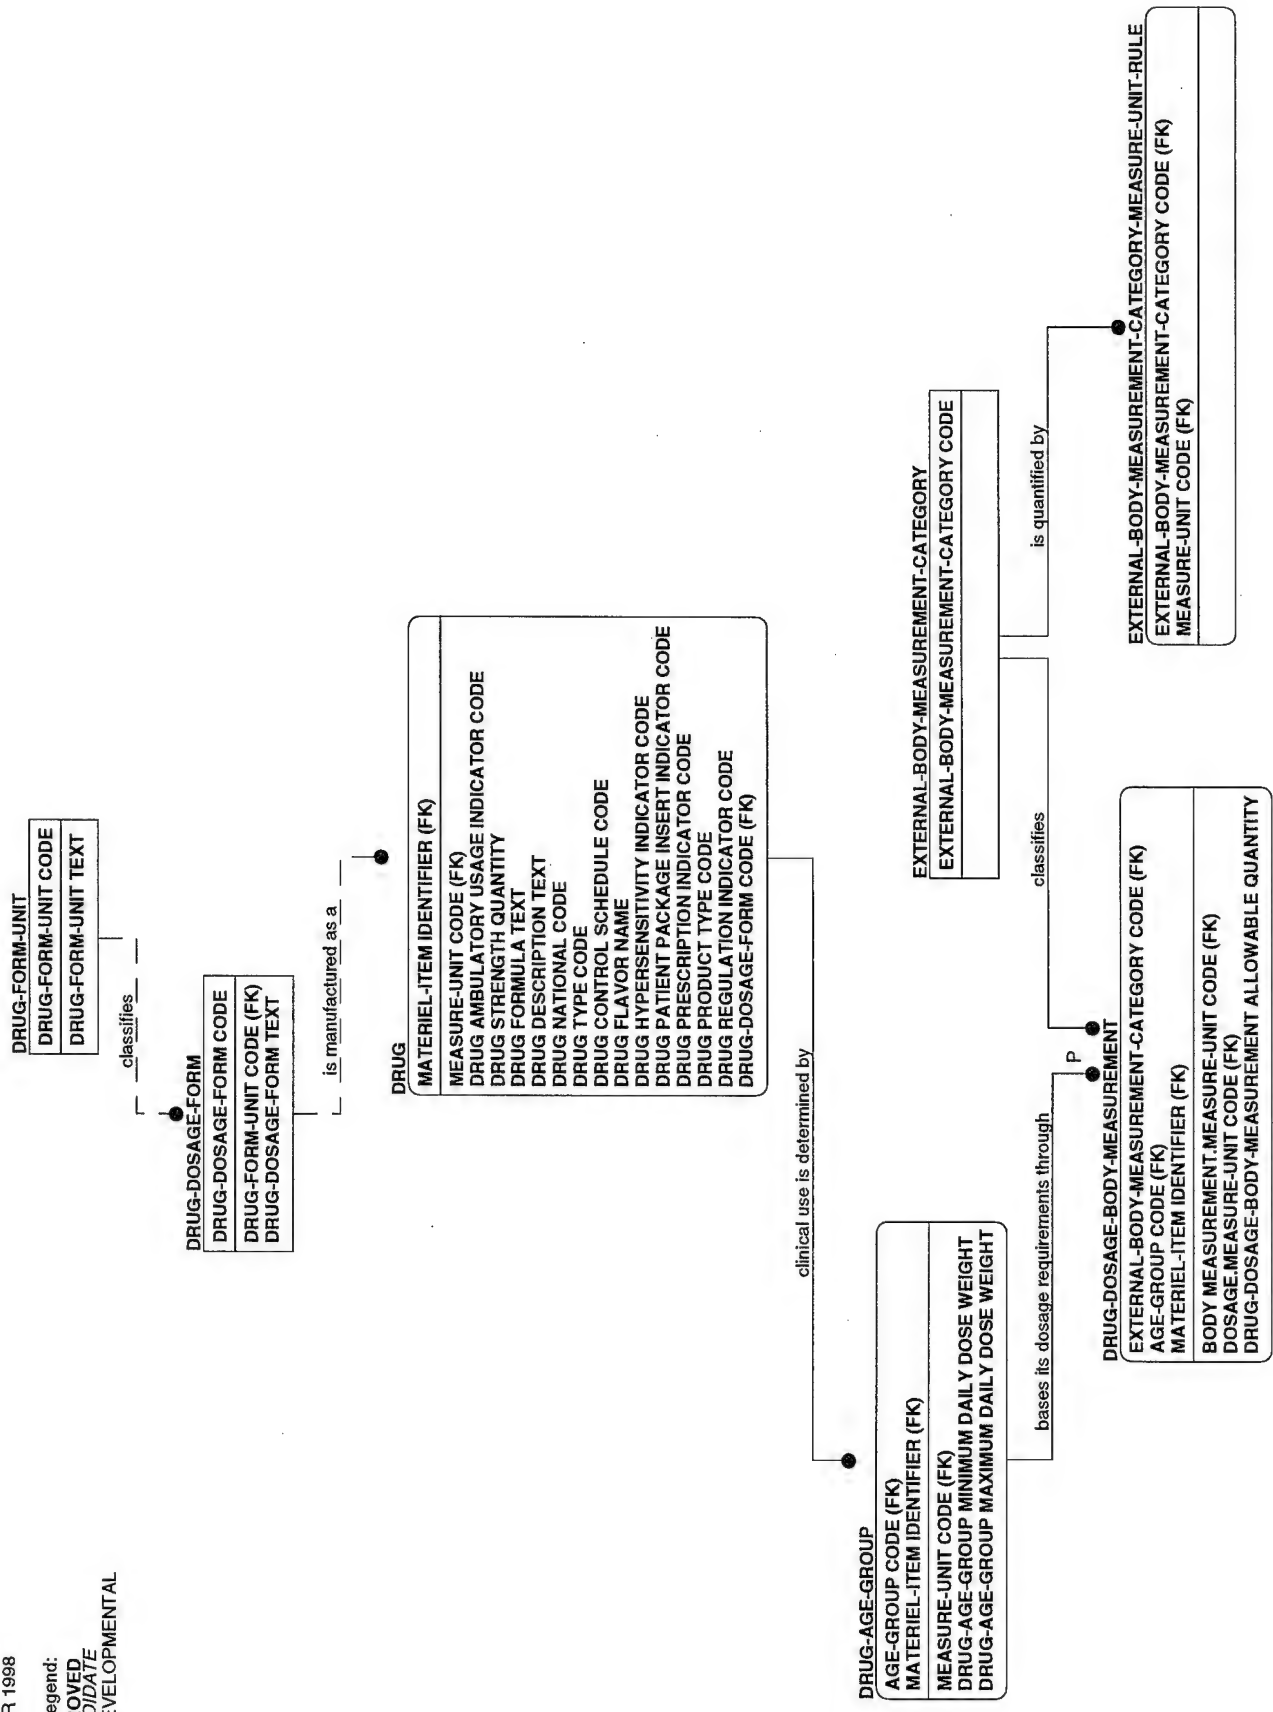 R 1998
egend:
OVED
DIDATE
EVELOPMENTAL
DRUG-FORM-UNIT
DRUG-FORM-UNIT CODE
DRUG-FORM-UNIT TEXT
classifies
DRUG-DOSAGE-FORM
DRUG-DOSAGE-FORM CODE
DRUG-FORM-UNIT CODE (FK)
DRUG-DOSAGE-FORM TEXT
is manufactured as a
DRUG
MATERIEL-ITEM IDENTIFIER (FK)
MEASURE-UNIT CODE (FK)
DRUG AMBULATORY USAGE INDICATOR CODE
DRUG STRENGTH QUANTITY
DRUG FORMULA TEXT
DRUG DESCRIPTION TEXT
DRUG NATIONAL CODE
DRUG TYPE CODE
DRUG CONTROL SCHEDULE CODE
DRUG FLAVOR NAME
DRUG HYPERSENSITIVITY INDICATOR CODE
DRUG PATIENT PACKAGE INSERT INDICATOR CODE
DRUG PRESCRIPTION INDICATOR CODE
DRUG PRODUCT TYPE CODE
DRUG REGULATION INDICATOR CODE
DRUG-DOSAGE-FORM CODE (FK)
clinical use is determined by
DRUG-AGE-GROUP
AGE-GROUP CODE (FK)
MATERIEL-ITEM IDENTIFIER (FK)
MEASURE-UNIT CODE (FK)
DRUG-AGE-GROUP MINIMUM DAILY DOSE WEIGHT
DRUG-AGE-GROUP MAXIMUM DAILY DOSE WEIGHT
bases its dosage requirements through
P
EXTERNAL-BODY-MEASUREMENT-CATEGORY
EXTERNAL-BODY-MEASUREMENT-CATEGORY CODE
classifies
is quantified by
DRUG-DOSAGE-BODY-MEASUREMENT
EXTERNAL-BODY-MEASUREMENT-CATEGORY CODE (FK)
AGE-GROUP CODE (FK)
MATERIEL-ITEM IDENTIFIER (FK)
BODY MEASUREMENT.MEASURE-UNIT CODE (FK)
DOSAGE.MEASURE-UNIT CODE (FK)
DRUG-DOSAGE-BODY-MEASUREMENT ALLOWABLE QUANTITY
EXTERNAL-BODY-MEASUREMENT-CATEGORY-MEASURE-UNIT-RULE
EXTERNAL-BODY-MEASUREMENT-CATEGORY CODE (FK)
MEASURE-UNIT CODE (FK)